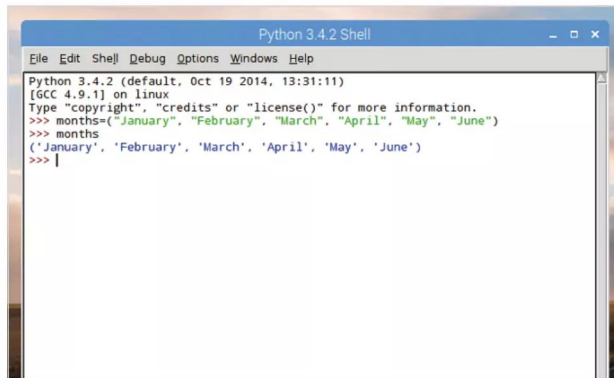 Python 3.4.2 Shell
File Edit Shell Debug Options Windows Help
Python 3.4.2 (default, Oct 19 2014, 13:31:11)
[GCC 4.9.1] on linux
Type "copyright", "credits" or "license()" for more information.
>>> months=("January", "February", "March", "April", "May", "June")
>>> months
('January', 'February', 'March', 'April', 'May', 'June')
>>>